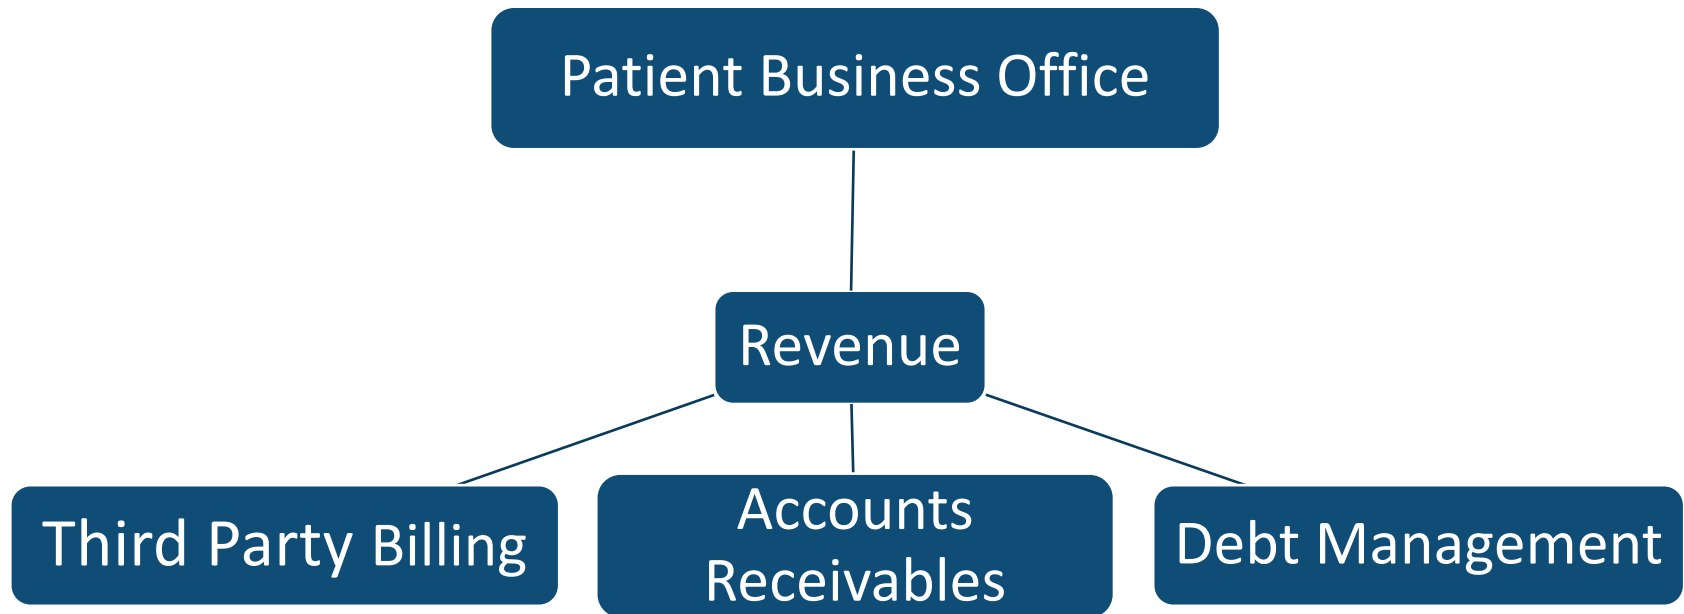 Patient Business Office
Revenue
Third Party Billing
Accounts
Receivables
Debt Management